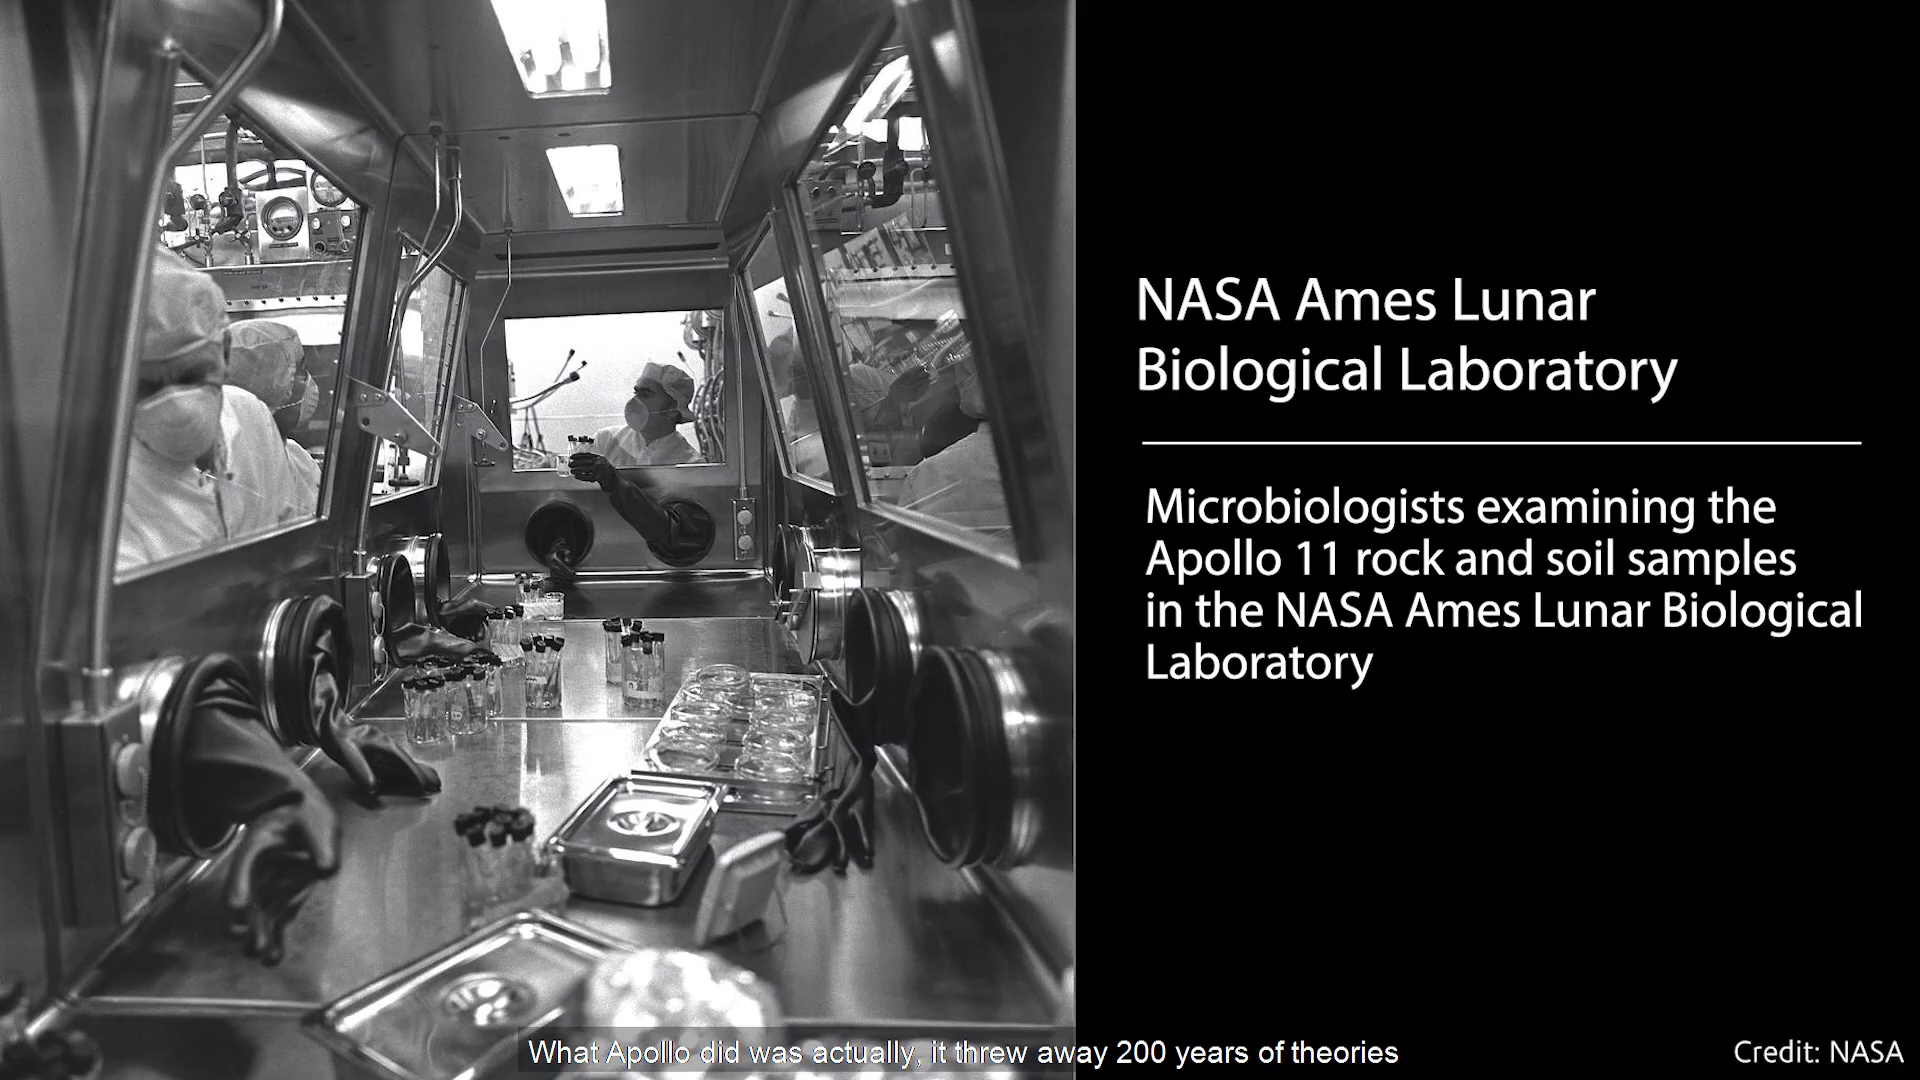 NASA Ames Lunar
Biological Laboratory
Microbiologists examining the
Apollo 11 rock and soil samples
in the NASA Ames Lunar Biological
Laboratory
What Apollo did was actually, it threw away 200 years of theories
Credit: NASA